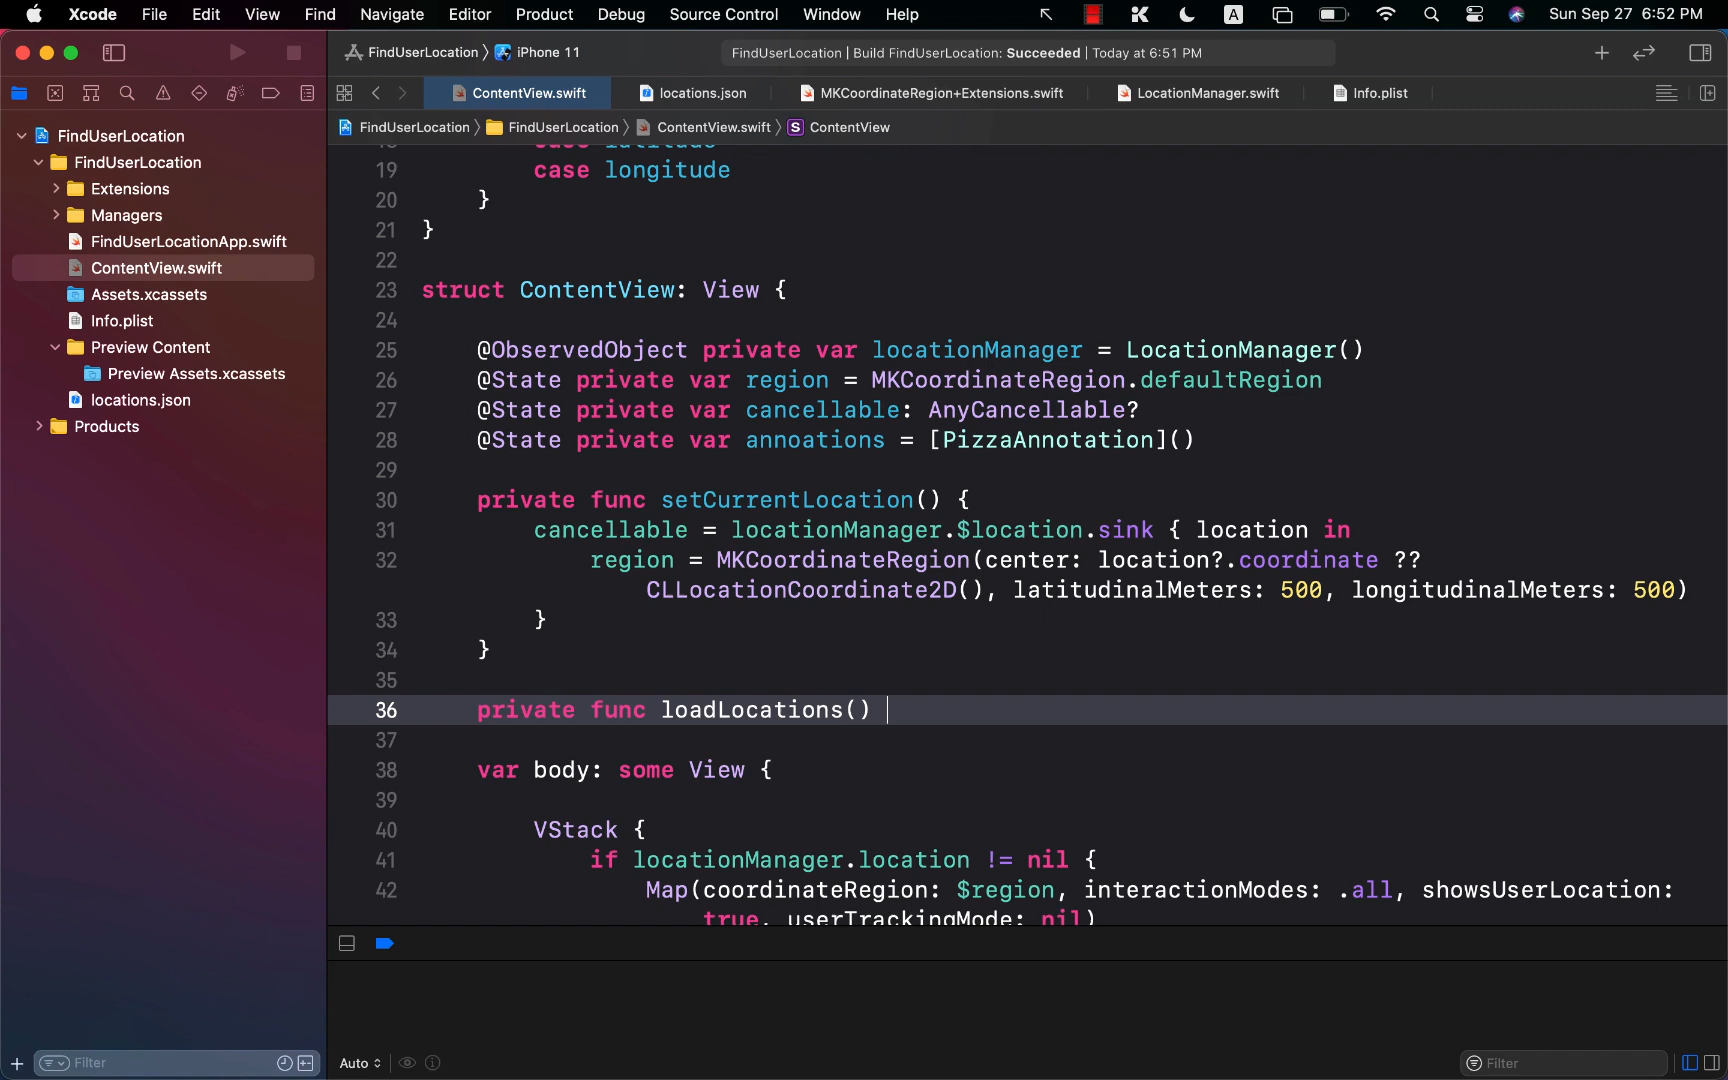 Xcode File Edit View Find Navigate Editor Product Debug Source Control Window Help A Sun Sep 27 6:52 PM
FindUserLocation iPhone 11 FindUserLocation | Build FindUserLocation: Succeeded | Today at 6:51 PM
ContentView.swift locations.json MKCoordinateRegion+Extensions.swift LocationManager.swift Info.plist
FindUserLocation FindUserLocation ContentView.swift S ContentView
FindUserLocation
FindUserLocation
Extensions
Managers
FindUserLocationApp.swift
ContentView.swift
Assets.xcassets
Info.plist
Preview Content
Preview Assets.xcassets
locations.json
Products
18 case latitude
19 case longitude
20 }
21 }
22
23 struct ContentView: View {
24
25 @ObservedObject private var locationManager = LocationManager()
26 @State private var region = MKCoordinateRegion.defaultRegion
27 @State private var cancellable: AnyCancellable?
28 @State private var annoations = [PizzaAnnotation]()
29
30 private func setCurrentLocation() {
31 cancellable = locationManager.$location.sink { location in
32 region = MKCoordinateRegion(center: location?.coordinate ??
CLLocationCoordinate2D(), latitudinalMeters: 500, longitudinalMeters: 500)
33 }
34 }
35
36 private func loadLocations()
37
38 var body: some View {
39
40 VStack {
41 if locationManager.location != nil {
42 Map(coordinateRegion: $region, interactionModes: .all, showsUserLocation:
true, userTrackingMode: nil)
Filter Auto Filter